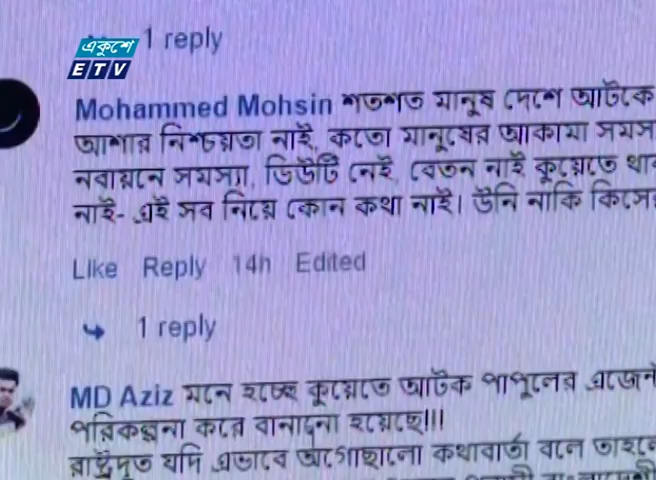 1 reply
একুশে
ETV
Mohammed Mohsin শতশত মানুষ দেশে আটকে
আশার নিশ্চয়তা নাই, কতো মানুষের আকামা সমস
নবায়নে সমস্যা, ডিউটি নেই, বেতন নাই কুয়েতে থা
নাই- এই সব নিয়ে কোন কথা নাই। উনি নাকি কিসে
Like Reply 14h Edited
1 reply
MD Aziz মনে হচ্ছে কুয়েতে আটক পাপুলের এজেন
পরিকল্পনা করে বানাদুনা হয়েছে!!!
রাষ্ট্রদূত যদি এভাবে অগোছালো কথাবার্তা বলে তাহলে